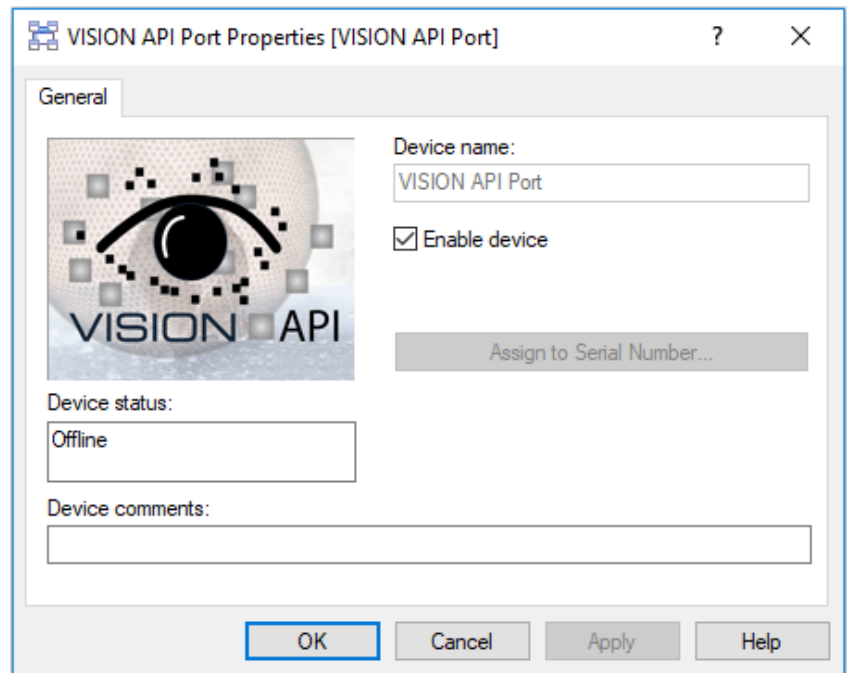 VISION API Port Properties [VISION API Port]
?
General
VISION API
Device name:
VISION API Port
Enable device
Assign to Serial Number...
Device status:
Offline
Device comments:
OK
Cancel
Apply
Help